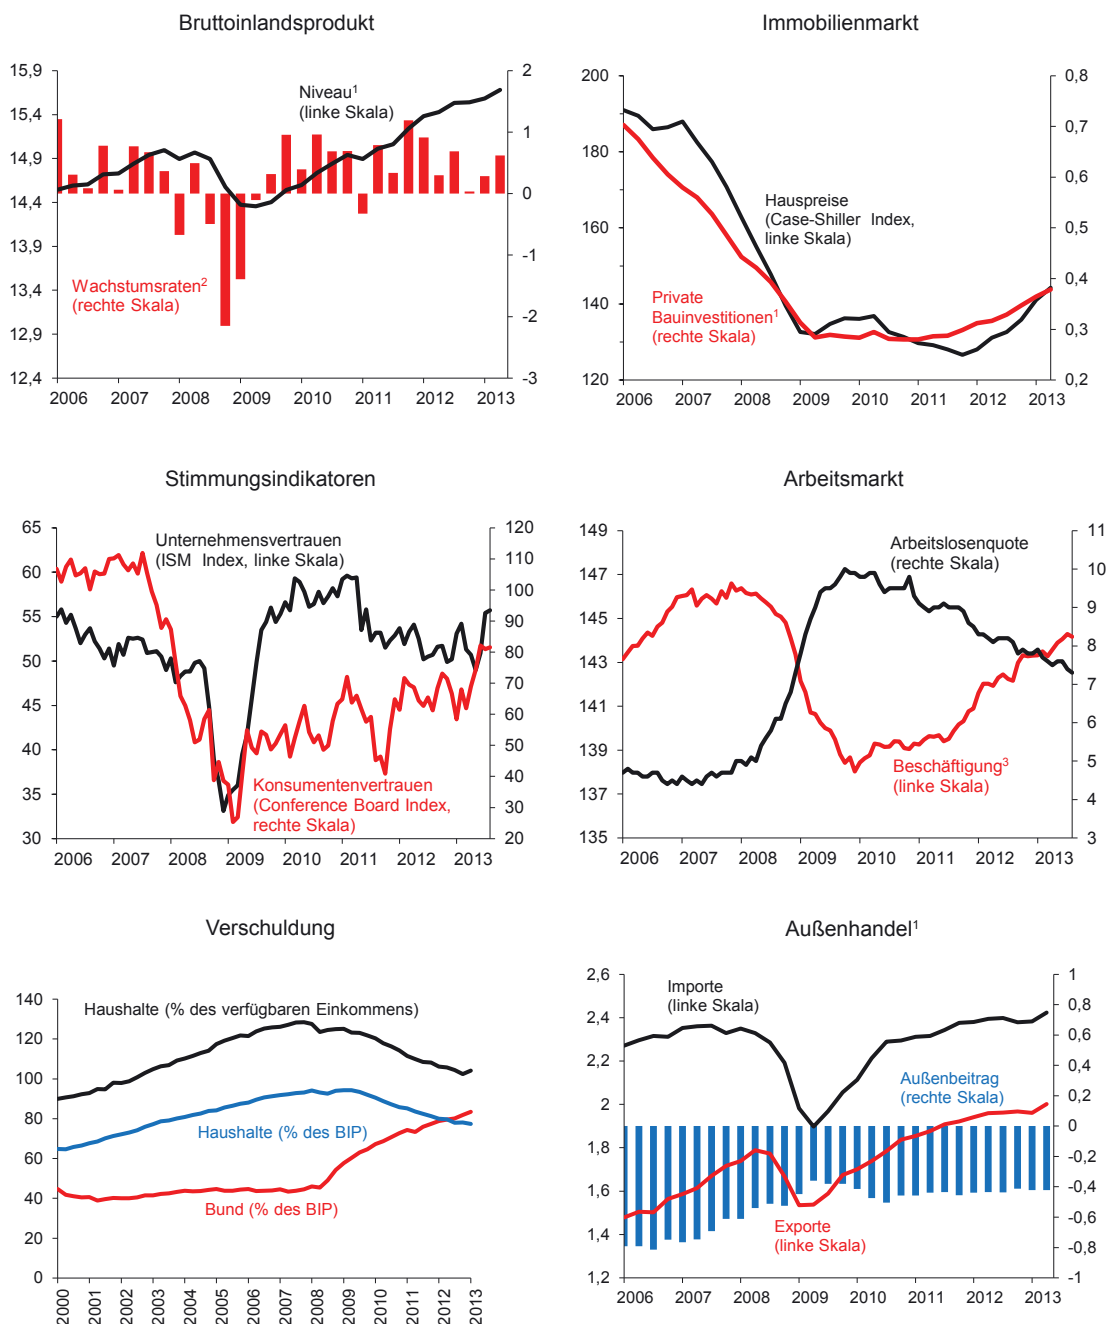 Bruttoinlandsprodukt
15,9
15,4
14,9
14,4
13,9
13,4
12,9
12,4
2
1
0
-1
-2
-3
Niveau¹
(linke Skala)
Wachstumsraten²
(rechte Skala)
2006 2007 2008 2009 2010 2011 2012 2013
Immobilienmarkt
200
180
160
140
120
0,8
0,7
0,6
0,5
0,4
0,3
0,2
Hauspreise
(Case-Shiller Index,
linke Skala)
Private
Bauinvestitionen¹
(rechte Skala)
2006 2007 2008 2009 2010 2011 2012 2013
Stimmungsindikatoren
65
60
55
50
45
40
35
30
120
110
100
90
80
70
60
50
40
30
20
Unternehmensvertrauen
(ISM Index, linke Skala)
Konsumentenvertrauen
(Conference Board Index,
rechte Skala)
2006 2007 2008 2009 2010 2011 2012 2013
Arbeitsmarkt
149
147
145
143
141
139
137
135
11
10
9
8
7
6
5
4
3
Arbeitslosenquote
(rechte Skala)
Beschäftigung³
(linke Skala)
2006 2007 2008 2009 2010 2011 2012 2013
Verschuldung
140
120
100
80
60
40
20
0
Haushalte (% des verfügbaren Einkommens)
Haushalte (% des BIP)
Bund (% des BIP)
2000 2001 2002 2003 2004 2005 2006 2007 2008 2009 2010 2011 2012 2013
Außenhandel¹
2,6
2,4
2,2
2
1,8
1,6
1,4
1,2
1
0,8
0,6
0,4
0,2
0
-0,2
-0,4
-0,6
-0,8
-1
Importe
(linke Skala)
Außenbeitrag
(rechte Skala)
Exporte
(linke Skala)
2006 2007 2008 2009 2010 2011 2012 2013